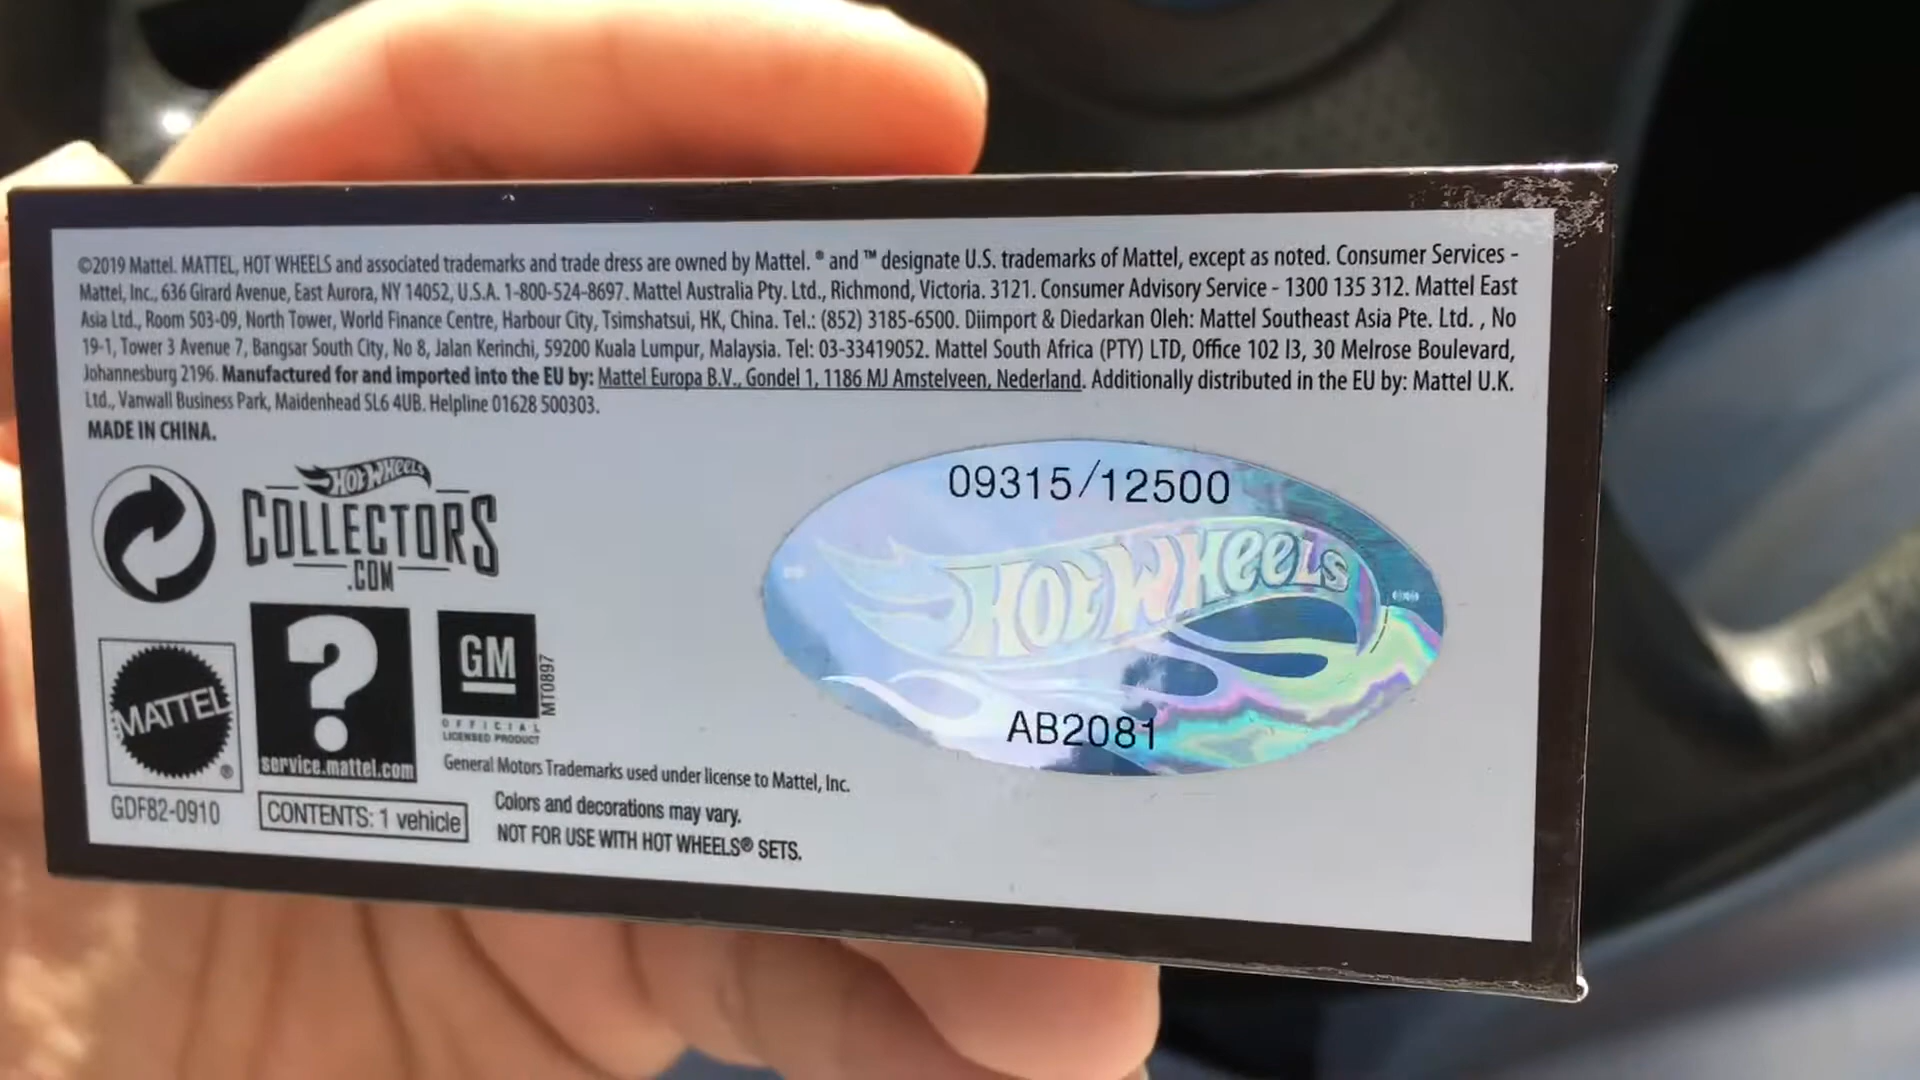 ©2019 Mattel. MATTEL, HOT WHEELS and associated trademarks and trade dress are owned by Mattel. ® and ™ designate U.S. trademarks of Mattel, except as noted. Consumer Services -
Mattel, Inc., 636 Girard Avenue, East Aurora, NY 14052, U.S.A. 1-800-524-8697. Mattel Australia Pty. Ltd., Richmond, Victoria. 3121. Consumer Advisory Service - 1300 135 312. Mattel East
Asia Ltd., Room 503-09, North Tower, World Finance Centre, Harbour City, Tsimshatsui, HK, China. Tel.: (852) 3185-6500. Diimport & Diedarkan Oleh: Mattel Southeast Asia Pte. Ltd. , No
19-1, Tower 3 Avenue 7, Bangsar South City, No 8, Jalan Kerinchi, 59200 Kuala Lumpur, Malaysia. Tel: 03-33419052. Mattel South Africa (PTY) LTD, Office 102 I3, 30 Melrose Boulevard,
Johannesburg 2196. Manufactured for and imported into the EU by: Mattel Europa B.V., Gondel 1, 1186 MJ Amstelveen, Nederland. Additionally distributed in the EU by: Mattel U.K.
Ltd., Vanwall Business Park, Maidenhead SL6 4UB. Helpline 01628 500303.
MADE IN CHINA.
HOT WHEELS
COLLECTORS
.COM
09315/12500
HOT WHEELS
AB2081
MATTEL
®
GDF82-0910
?
service.mattel.com
CONTENTS: 1 vehicle
GM
MT0897
OFFICIAL
LICENSED PRODUCT
General Motors Trademarks used under license to Mattel, Inc.
Colors and decorations may vary.
NOT FOR USE WITH HOT WHEELS® SETS.